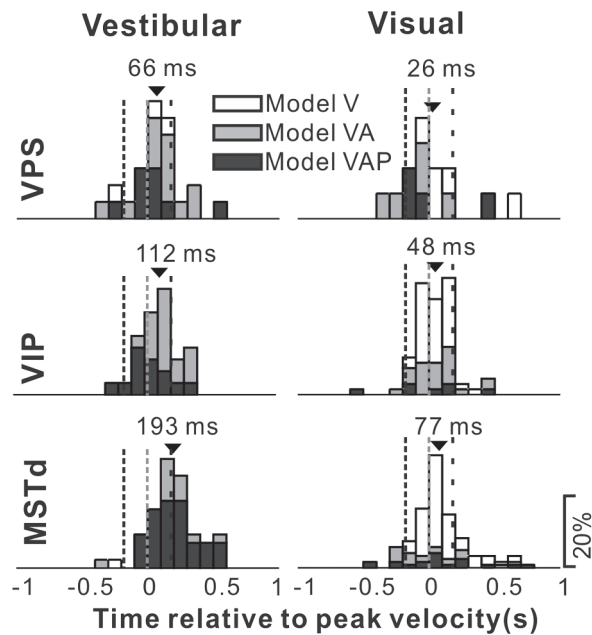 Vestibular Visual
66 ms 26 ms
Model V
Model VA
Model VAP
VPS
112 ms 48 ms
VIP
193 ms 77 ms
MSTd
20%
-1 -0.5 0 0.5 1 -1 -0.5 0 0.5 1
Time relative to peak velocity(s)